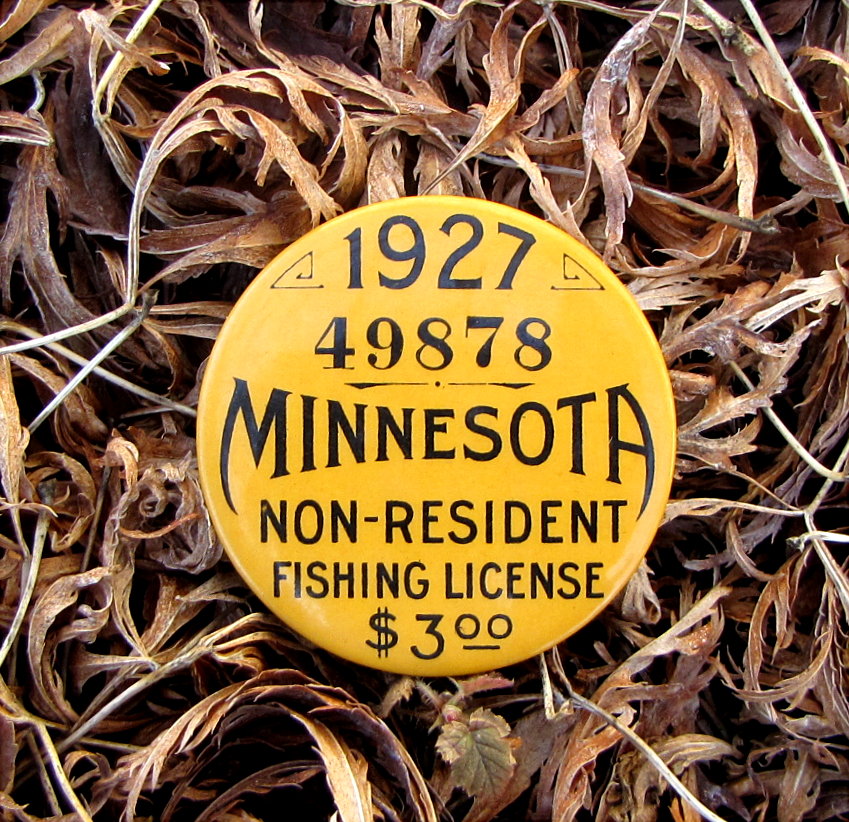 1927
49878
MINNESOTA
NON-RESIDENT
FISHING LICENSE
$3.00